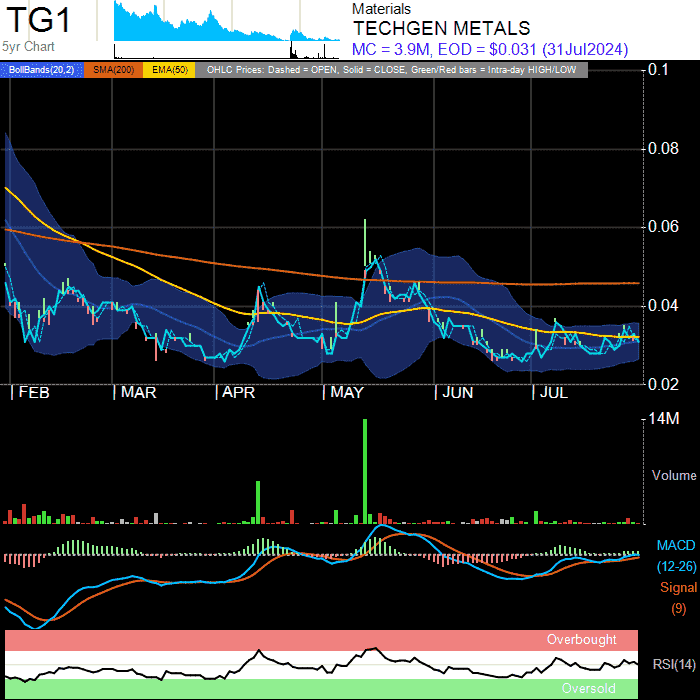 TG1
5yr Chart
Materials
TECHGEN METALS
MC = 3.9M, EOD = $0.031 (31Jul2024)
BollBands(20,2) SMA(200) EMA(50) OHLC Prices: Dashed = OPEN, Solid = CLOSE, Green/Red bars = Intra-day HIGH/LOW
0.1
0.08
0.06
0.04
0.02
FEB MAR APR MAY JUN JUL
14M
Volume
MACD
(12-26)
Signal
(9)
Overbought
RSI(14)
Oversold